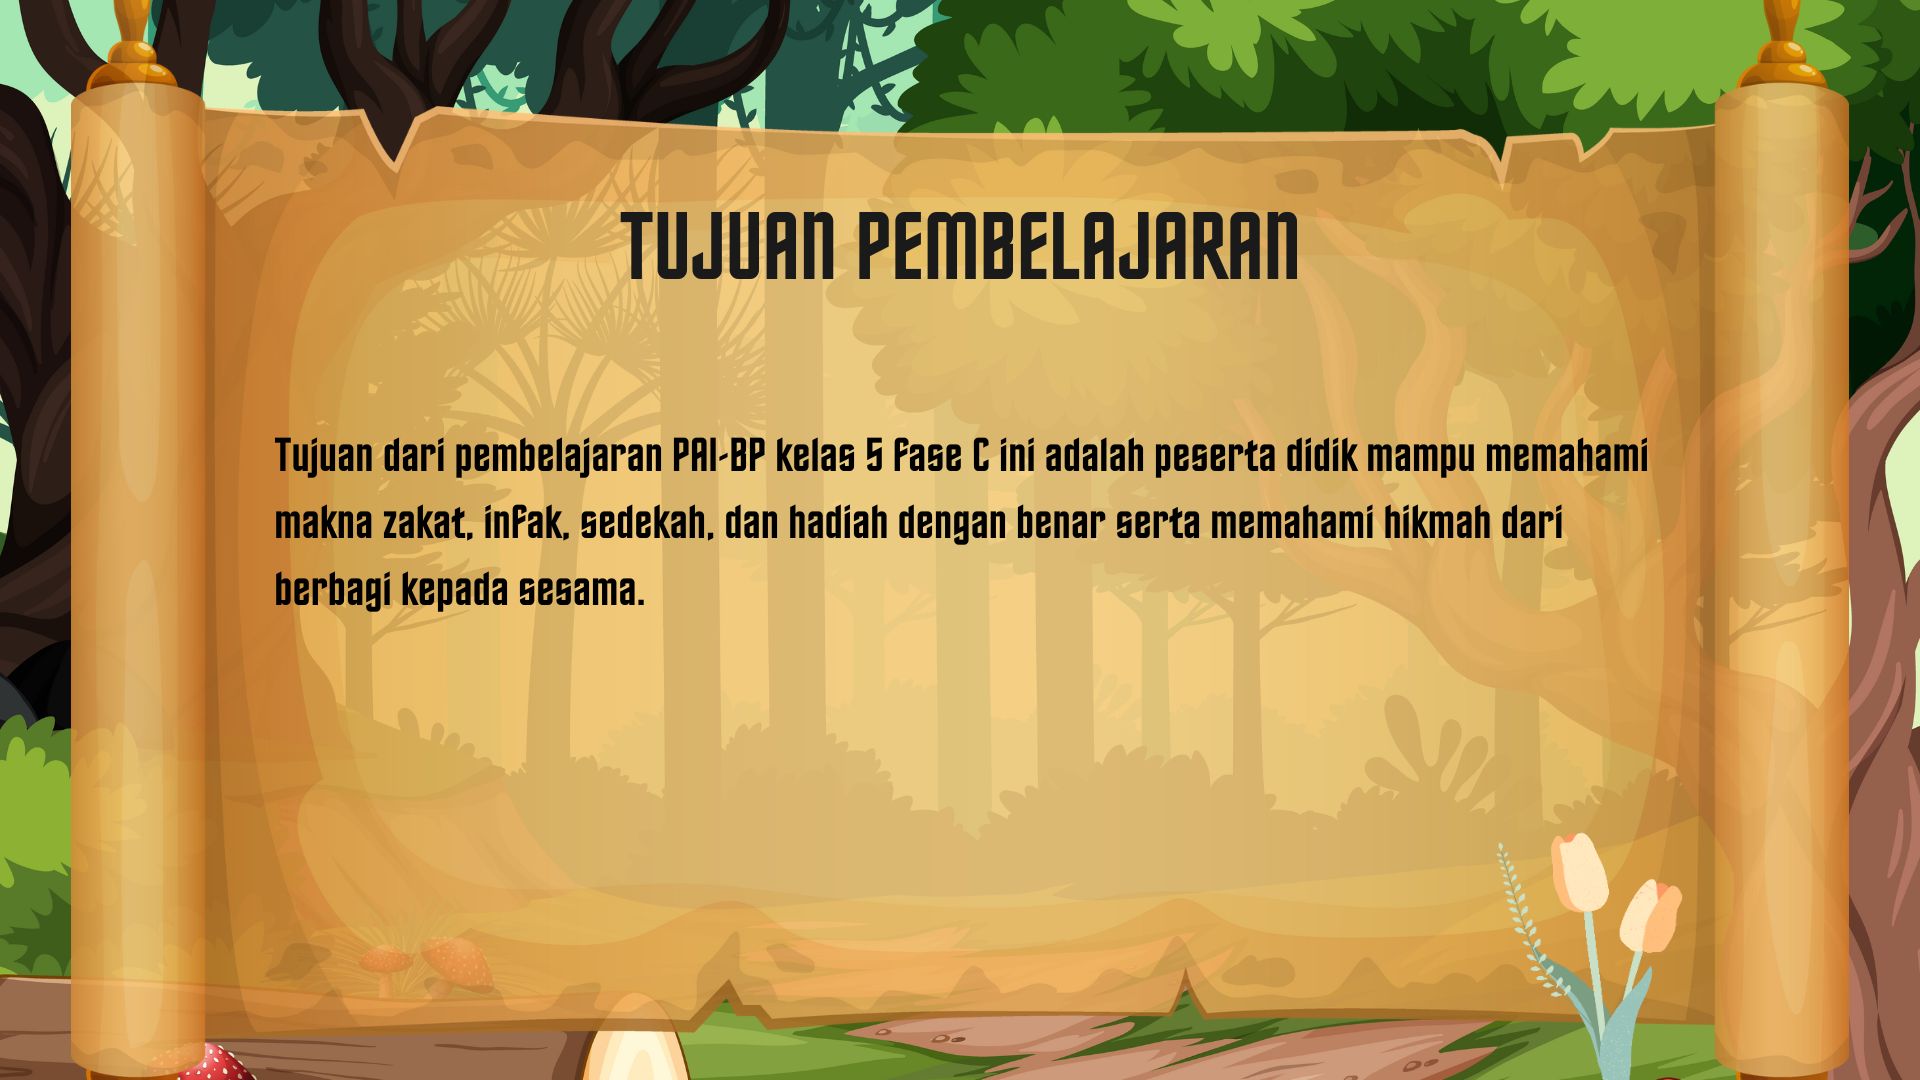 TUJUAN PEMBELAJARAN
Tujuan dari pembelajaran PAI-BP kelas 5 fase C ini adalah peserta didik mampu memahami
makna zakat, infak, sedekah, dan hadiah dengan benar serta memahami hikmah dari
berbagi kepada sesama.